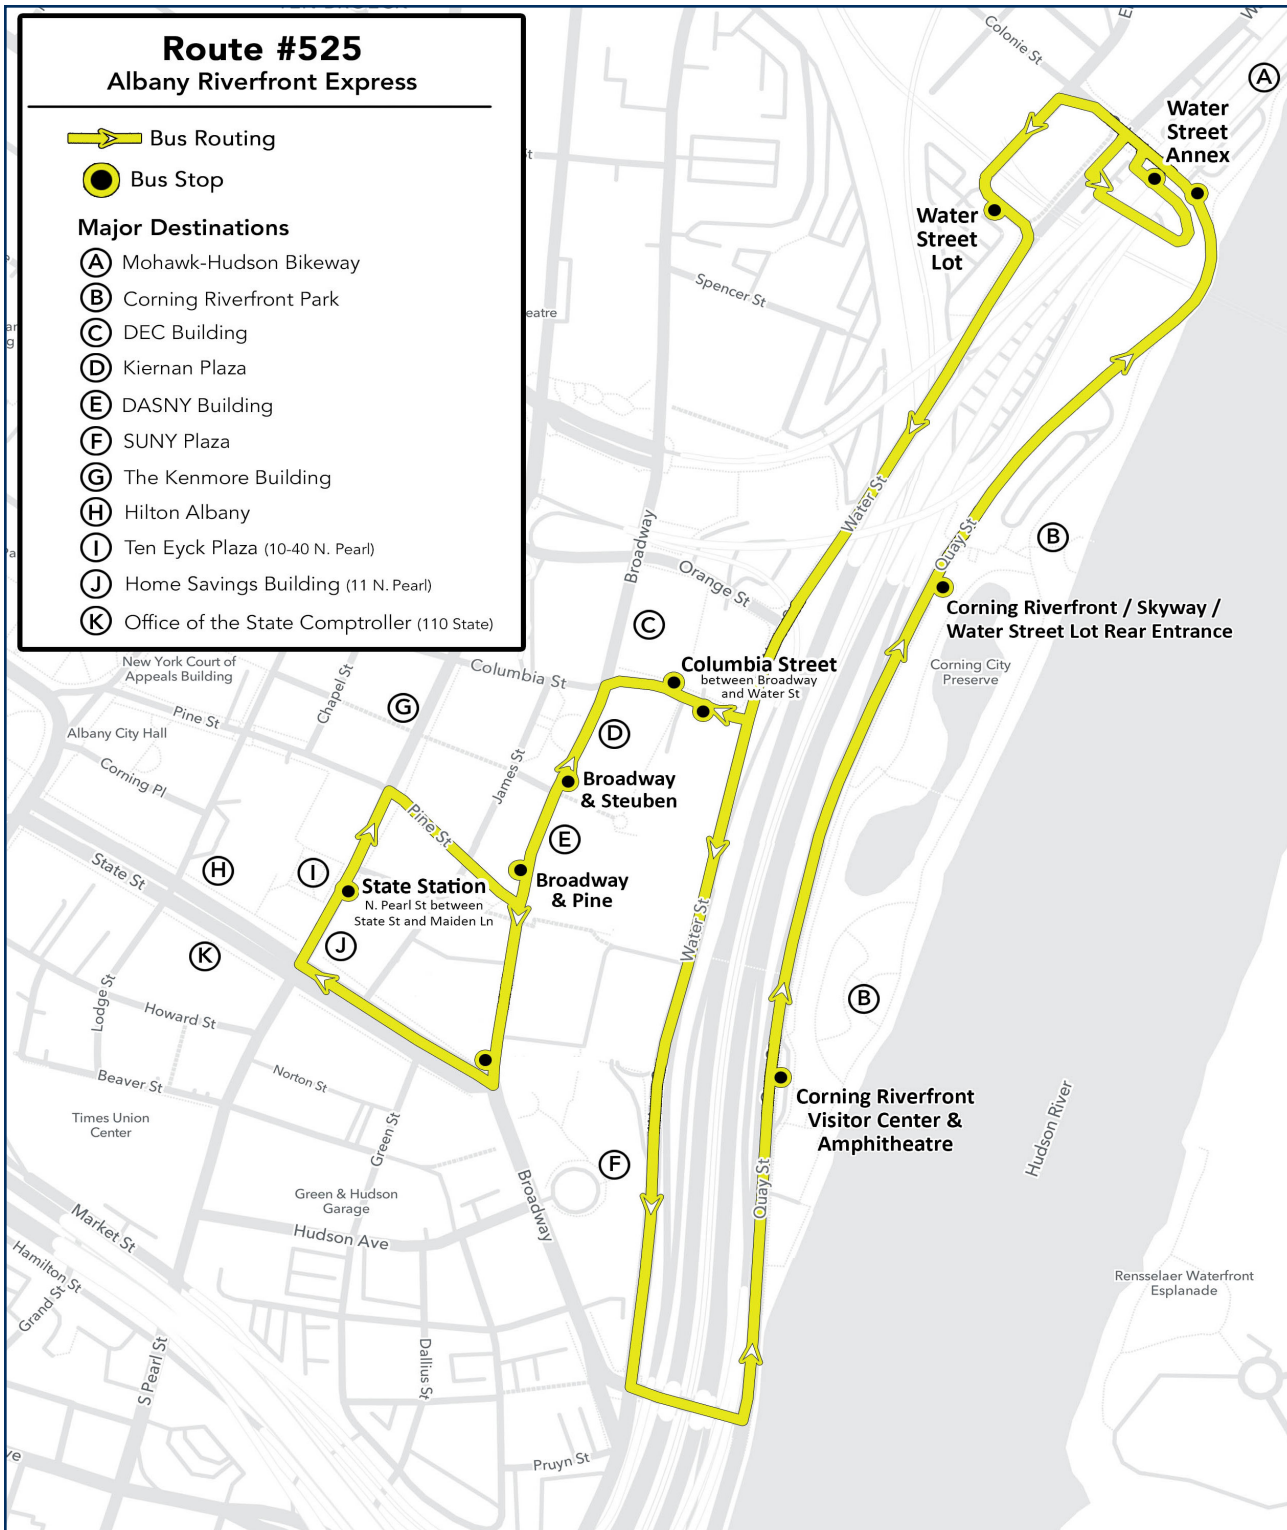 Route #525
Albany Riverfront Express
Bus Routing
Bus Stop
Major Destinations
A Mohawk-Hudson Bikeway
B Corning Riverfront Park
C DEC Building
D Kiernan Plaza
E DASNY Building
F SUNY Plaza
G The Kenmore Building
H Hilton Albany
I Ten Eyck Plaza (10-40 N. Pearl)
J Home Savings Building (11 N. Pearl)
K Office of the State Comptroller (110 State)
Colonie St
A
Water
Street
Annex
Water
Street
Lot
Spencer St
eatre
Water St
Broadway
Quay St
B
Orange St
C
Corning Riverfront / Skyway /
Water Street Lot Rear Entrance
Corning City
Preserve
Columbia Street
between Broadway
and Water St
New York Court of
Appeals Building
Columbia St
Chapel St
G
Pine St
Albany City Hall
D
Corning Pl
James St
Broadway
& Steuben
Pine St
E
State St
H
I
State Station
N. Pearl St between
State St and Maiden Ln
Broadway
& Pine
J
K
Water St
Lodge St
Howard St
B
Beaver St
Norton St
Times Union
Center
Green St
Corning Riverfront
Visitor Center &
Amphitheatre
Hudson River
F
Quay St
Green & Hudson
Garage
Broadway
Market St
Hudson Ave
Hamilton St
Grand St
Rensselaer Waterfront
Esplanade
S Pearl St
Dallius St
Pruyn St